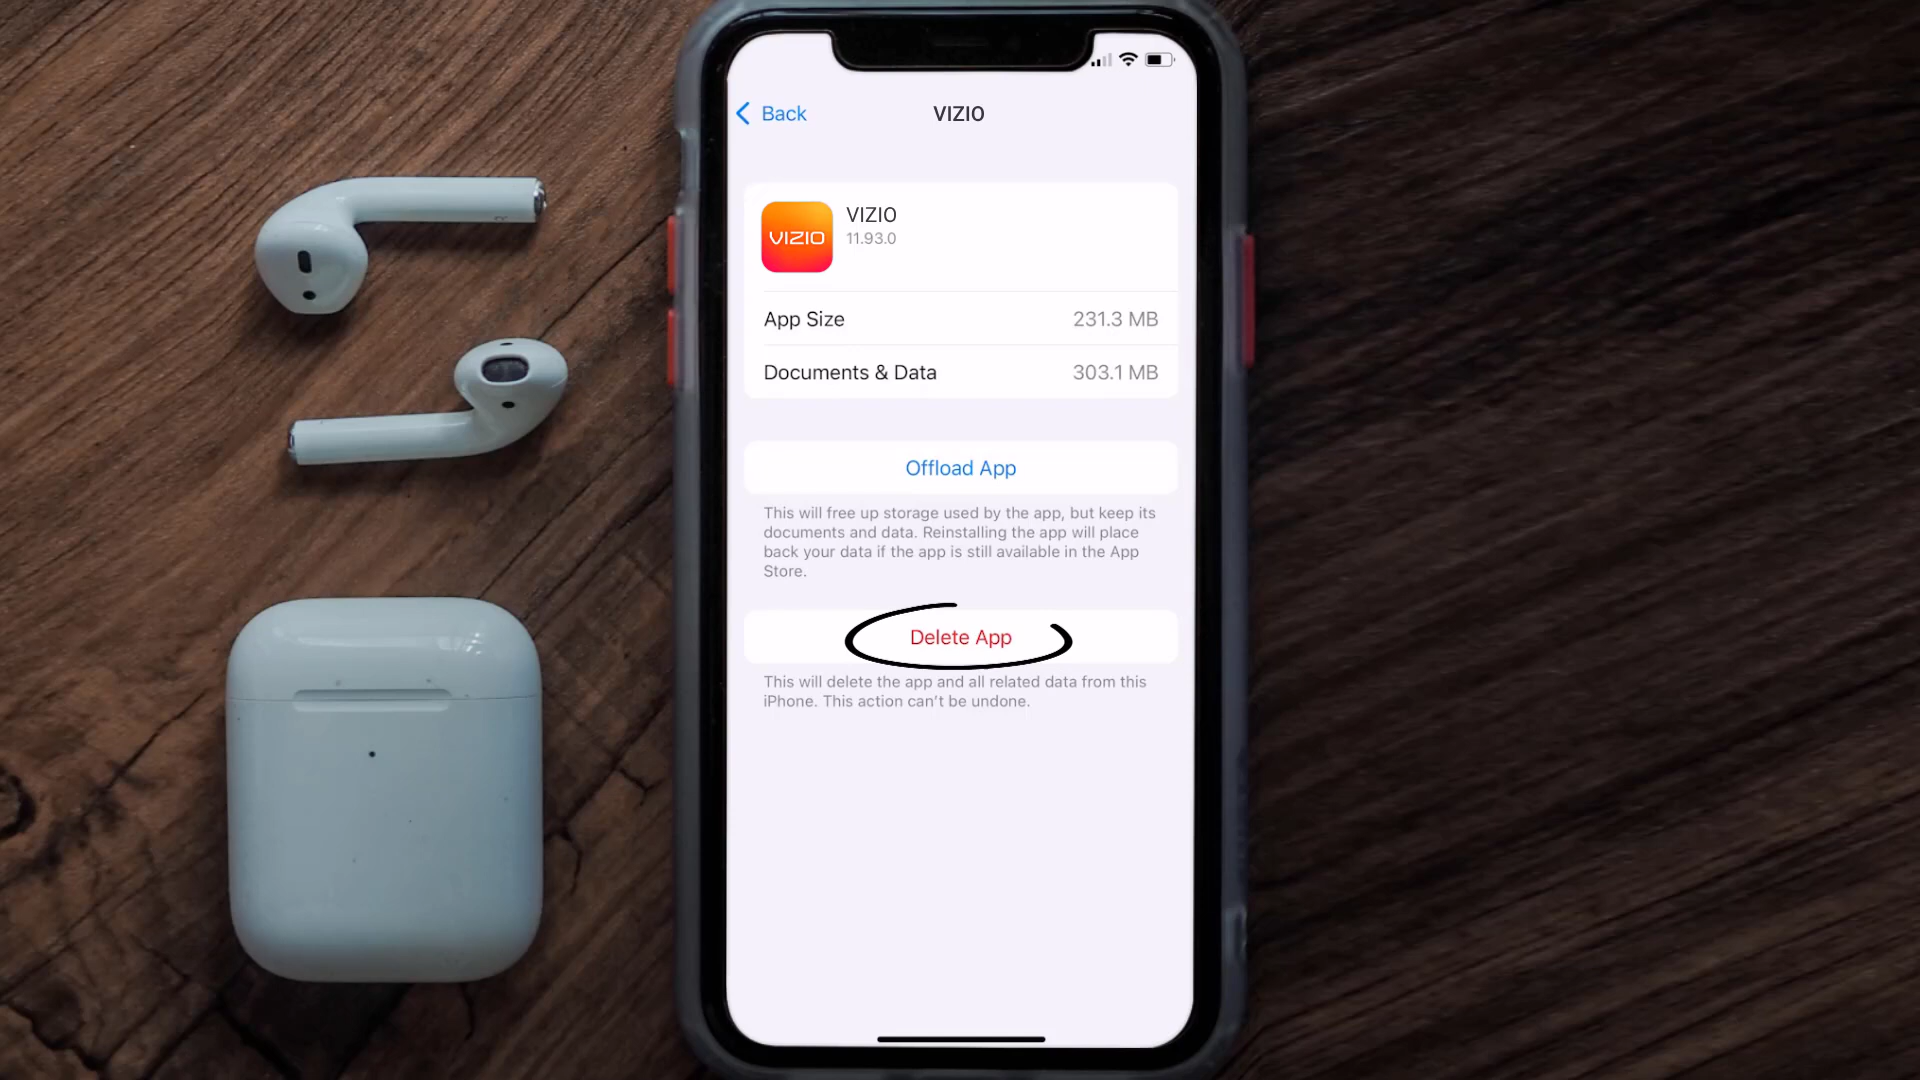 Back
VIZIO
VIZIO
VIZIO
11.93.0
App Size 231.3 MB
Documents & Data 303.1 MB
Offload App
This will free up storage used by the app, but keep its
documents and data. Reinstalling the app will place
back your data if the app is still available in the App
Store.
Delete App
This will delete the app and all related data from this
iPhone. This action can't be undone.